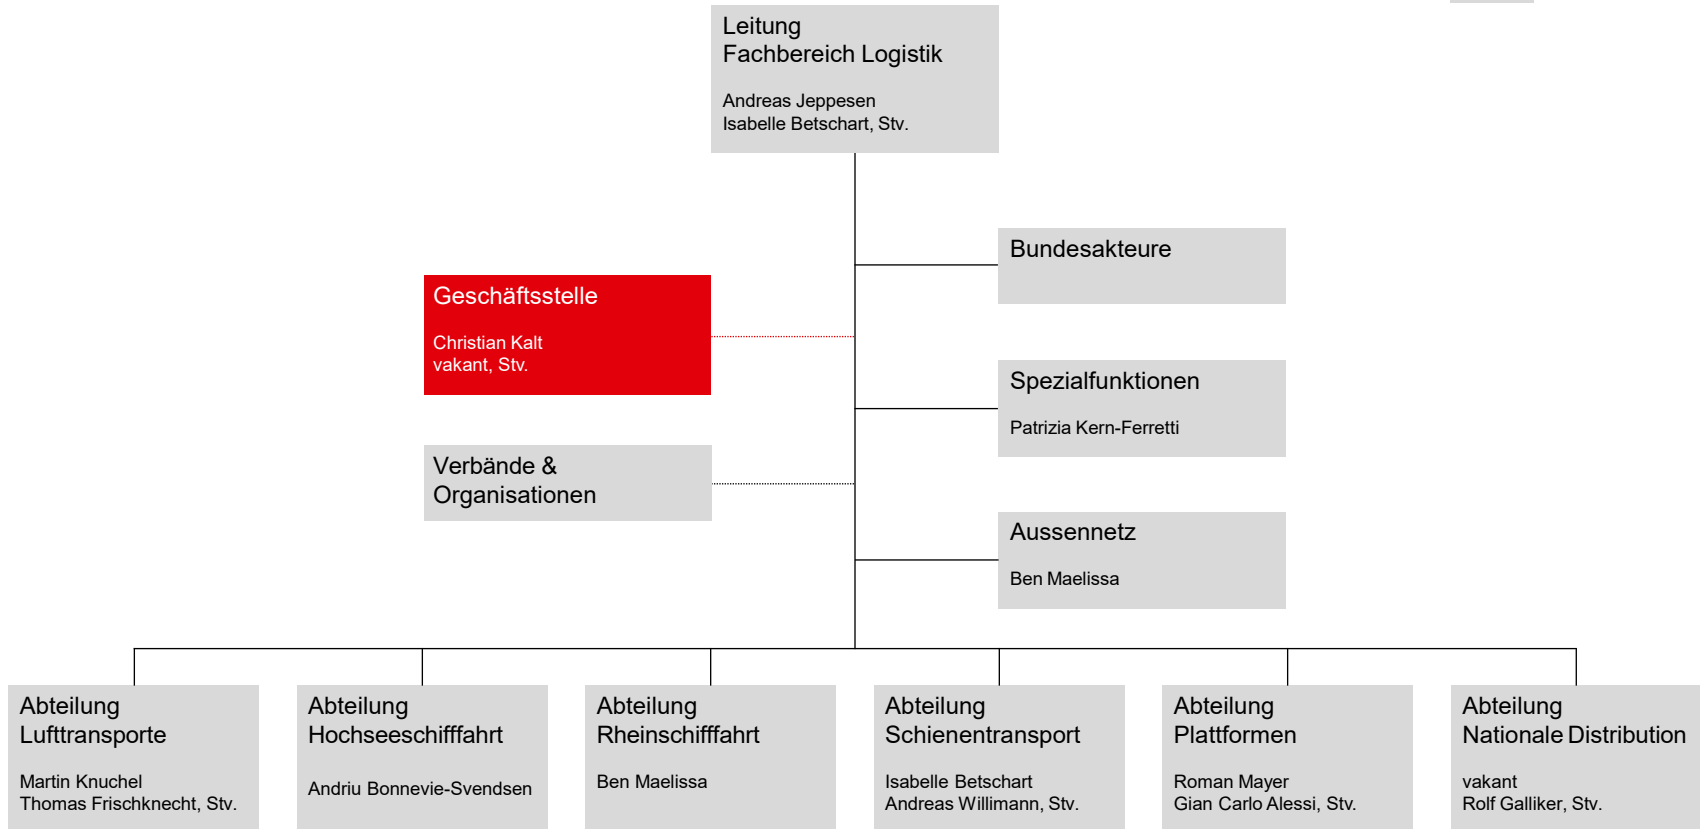 Leitung
Fachbereich Logistik
Andreas Jeppesen
Isabelle Betschart, Stv.
Bundesakteure
Geschäftsstelle
Christian Kalt
vakant, Stv.
Spezialfunktionen
Patrizia Kern-Ferretti
Verbände &
Organisationen
Aussennetz
Ben Maelissa
Abteilung
Lufttransporte
Martin Knuchel
Thomas Frischknecht, Stv.
Abteilung
Hochseeschifffahrt
Andriu Bonnevie-Svendsen
Abteilung
Rheinschifffahrt
Ben Maelissa
Abteilung
Schienentransport
Isabelle Betschart
Andreas Willimann, Stv.
Abteilung
Plattformen
Roman Mayer
Gian Carlo Alessi, Stv.
Abteilung
Nationale Distribution
vakant
Rolf Galliker, Stv.